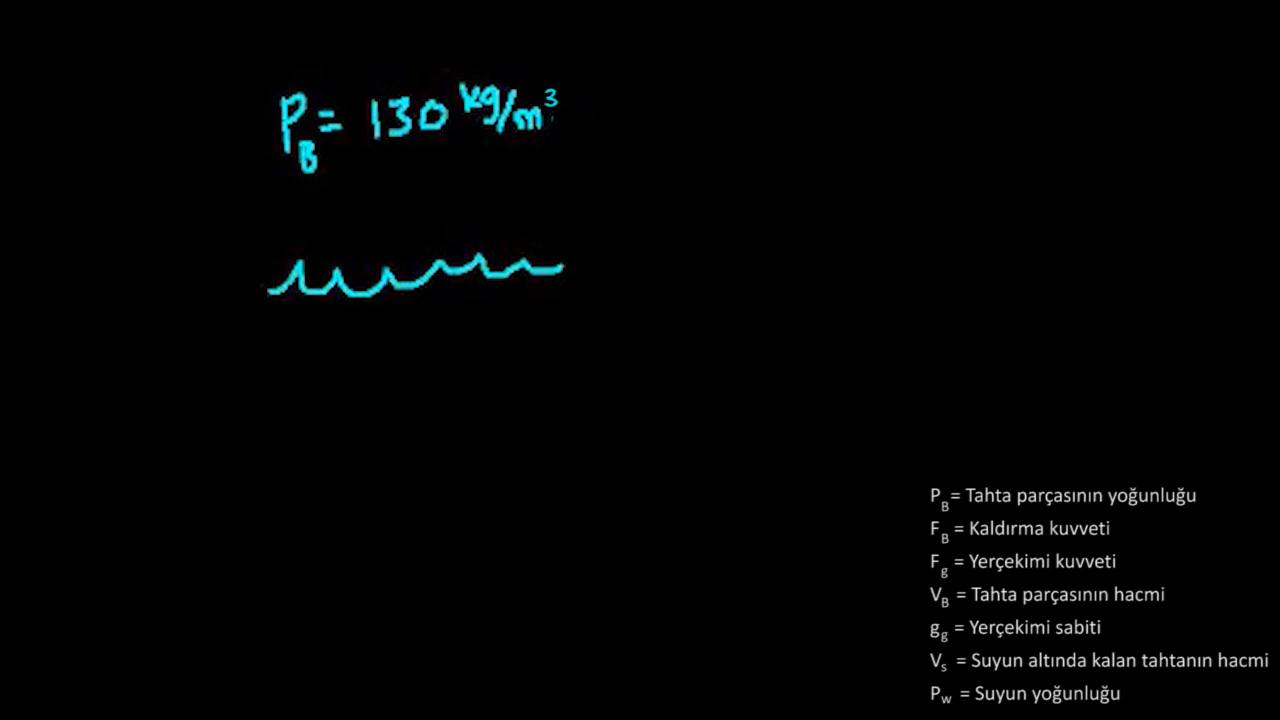 P_B = 130 kg/m³
P_B = Tahta parçasının yoğunluğu
F_B = Kaldırma kuvveti
F_g = Yerçekimi kuvveti
V_B = Tahta parçasının hacmi
g_g = Yerçekimi sabiti
V_s = Suyun altında kalan tahtanın hacmi
P_w = Suyun yoğunluğu